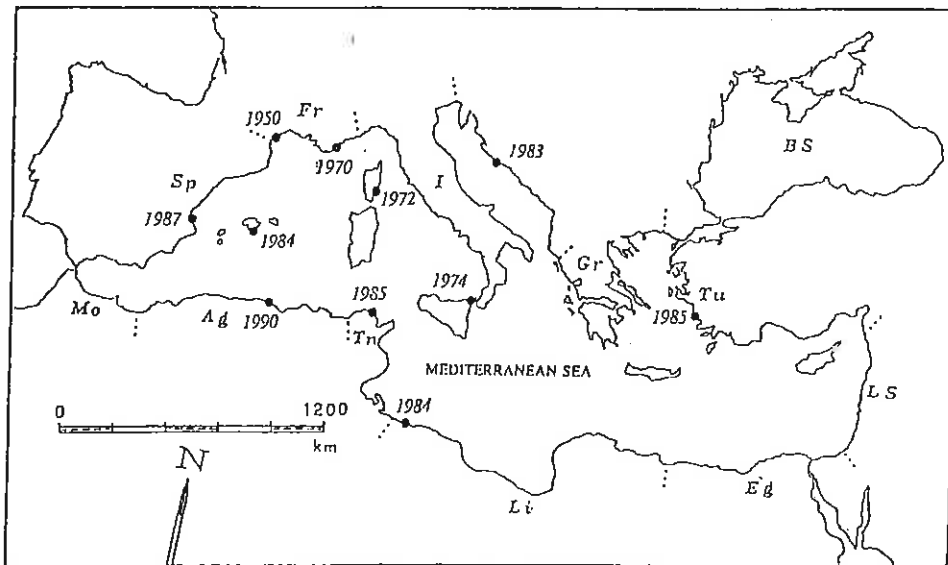 Fr
1950
1970
1983
BS
Sp
I
1972
1987
1984
Gr
1974
Tu
1985
1985
Mo
Ag
1990
Tn
MEDITERRANEAN SEA
LS
0 1200
km
1984
N
Li
Eg